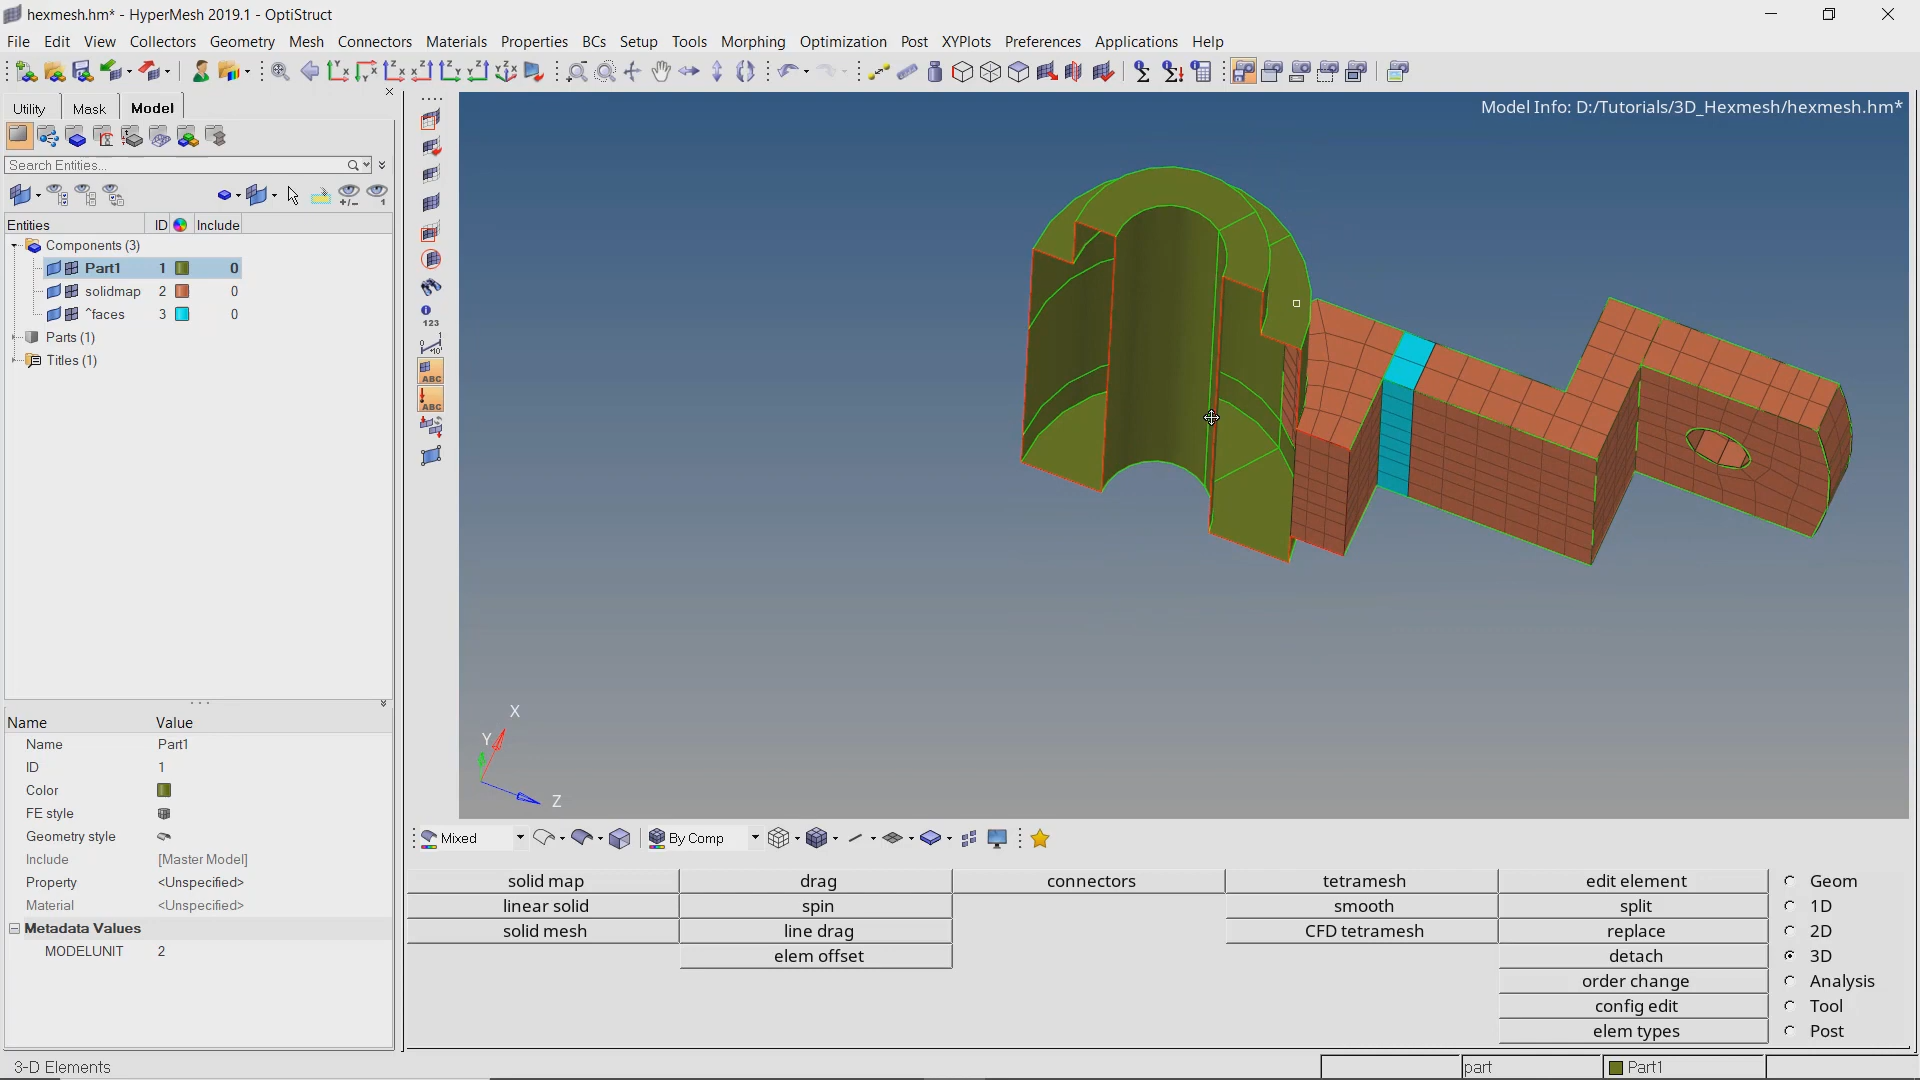 hexmesh.hm* - HyperMesh 2019.1 - OptiStruct
File Edit View Collectors Geometry Mesh Connectors Materials Properties BCs Setup Tools Morphing Optimization Post XYPlots Preferences Applications Help
Utility Mask Model
Model Info: D:/Tutorials/3D_Hexmesh/hexmesh.hm*
Search Entities...
Entities ID Include
Components (3)
Part1 1 0
solidmap 2 0
^faces 3 0
Parts (1)
Titles (1)
123
ABC
ABC
Name Value
Name Part1
ID 1
Color
FE style
Geometry style
Include [Master Model]
Property <Unspecified>
Material <Unspecified>
Metadata Values
MODELUNIT 2
X
Y
Z
Mixed By Comp
solid map drag connectors tetramesh edit element Geom
linear solid spin smooth split 1D
solid mesh line drag CFD tetramesh replace 2D
elem offset detach 3D
order change Analysis
config edit Tool
elem types Post
3-D Elements part Part1